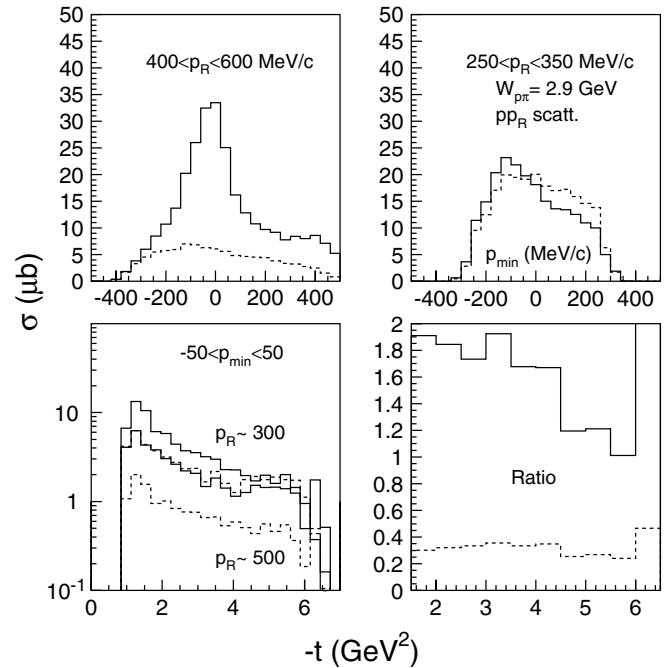 50
45
40
35
30
25
20
15
10
5
0
400<p_R<600 MeV/c
-400 -200 0 200 400
50
45
40
35
30
25
20
15
10
5
0
250<p_R<350 MeV/c
W_pπ= 2.9 GeV
pp_R scatt.
p_min (MeV/c)
-400 -200 0 200 400
σ (μb)
10
1
10^-1
-50<p_min<50
p_R~ 300
p_R~ 500
0 2 4 6
2
1.8
1.6
1.4
1.2
1
0.8
0.6
0.4
0.2
0
Ratio
2 3 4 5 6
-t (GeV²)